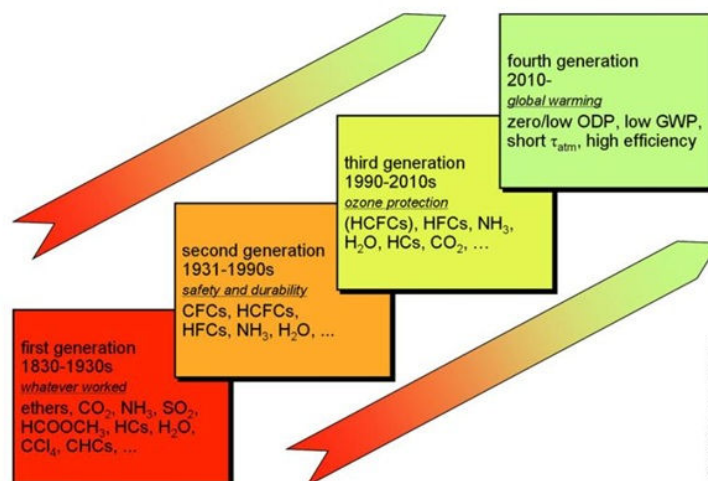 first generation
1830-1930s
whatever worked
ethers, CO₂, NH₃, SO₂,
HCOOCH₃, HCs, H₂O,
CCl₄, CHCs, ...
second generation
1931-1990s
safety and durability
CFCs, HCFCs,
HFCs, NH₃, H₂O, ...
third generation
1990-2010s
ozone protection
(HCFCs), HFCs, NH₃,
H₂O, HCs, CO₂, ...
fourth generation
2010-
global warming
zero/low ODP, low GWP,
short τatm, high efficiency